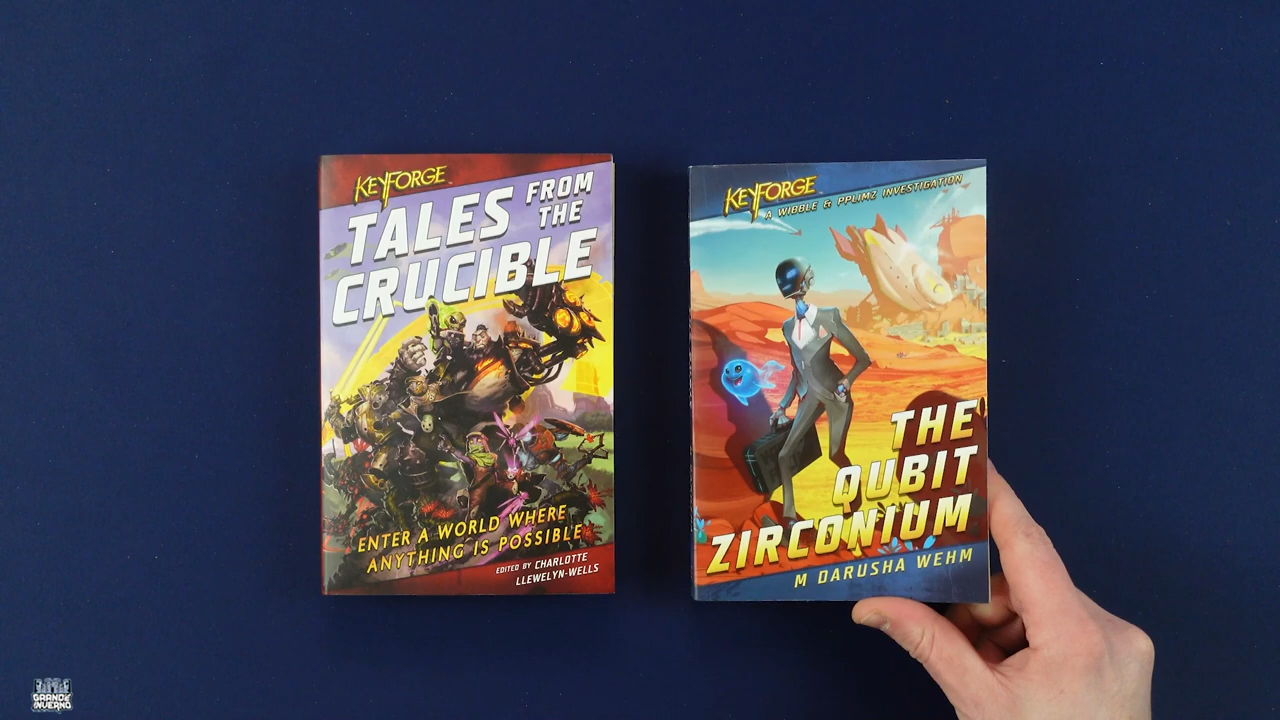 KEYFORGE
TALES FROM
THE
CRUCIBLE
ENTER A WORLD WHERE
ANYTHING IS POSSIBLE
EDITED BY CHARLOTTE
LLEWELYN-WELLS
KEYFORGE
A WIBBLE & PPLIMZ INVESTIGATION
THE
QUBIT
ZIRCONIUM
M DARUSHA WEHM
GRANDE
INVERNO